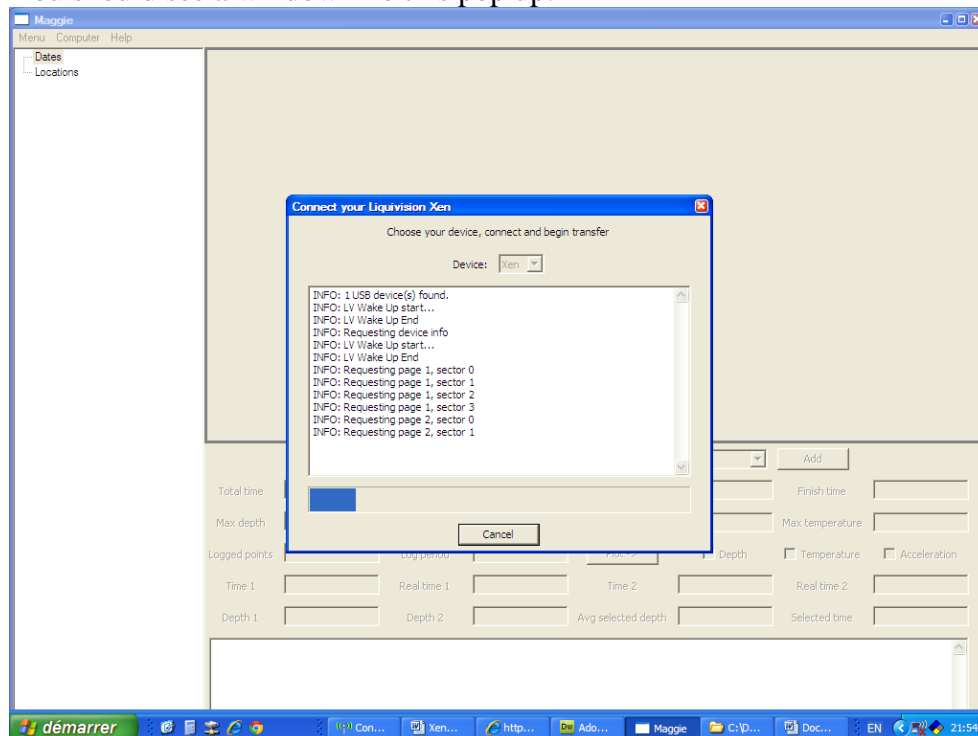 Maggie
Menu Computer Help
Dates
Locations
Connect your Liquivision Xen
Choose your device, connect and begin transfer
Device: Xen
INFO: 1 USB device(s) found.
INFO: LV Wake Up start...
INFO: LV Wake Up End
INFO: Requesting device info
INFO: LV Wake Up start...
INFO: LV Wake Up End
INFO: Requesting page 1, sector 0
INFO: Requesting page 1, sector 1
INFO: Requesting page 1, sector 2
INFO: Requesting page 1, sector 3
INFO: Requesting page 2, sector 0
INFO: Requesting page 2, sector 1
Cancel
Add
Total time Finish time
Max depth Max temperature
Logged points Log period Depth Temperature Acceleration
Time 1 Real time 1 Time 2 Real time 2
Depth 1 Depth 2 Avg selected depth Selected time
démarrer Con... Xen... http... Ado... Maggie C:\D... Doc... EN 21:54